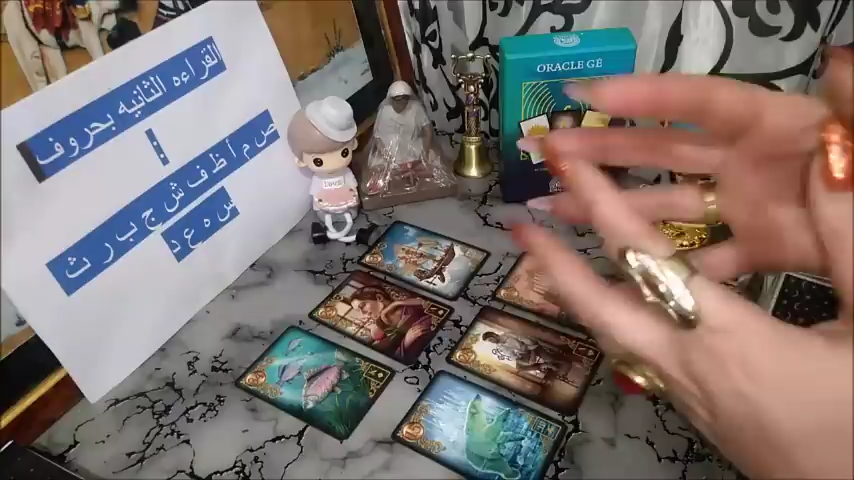 القراءه الثانيه بحروف
:
ص م أ ظ ف ش ج ب ر ث
س ه ع د
ORACLE GÉ